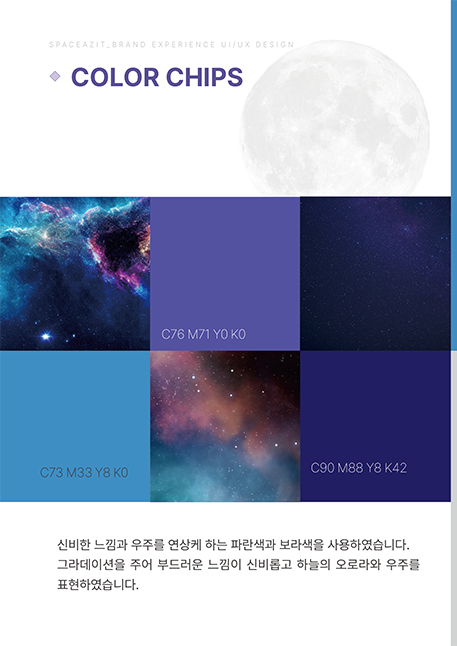 SPACEAZIT_BRAND EXPERIENCE UI/UX DESIGN
COLOR CHIPS
C76 M71 Y0 K0
C73 M33 Y8 K0
C90 M88 Y8 K42
신비한 느낌과 우주를 연상케 하는 파란색과 보라색을 사용하였습니다.
그라데이션을 주어 부드러운 느낌이 신비롭고 하늘의 오로라와 우주를
표현하였습니다.